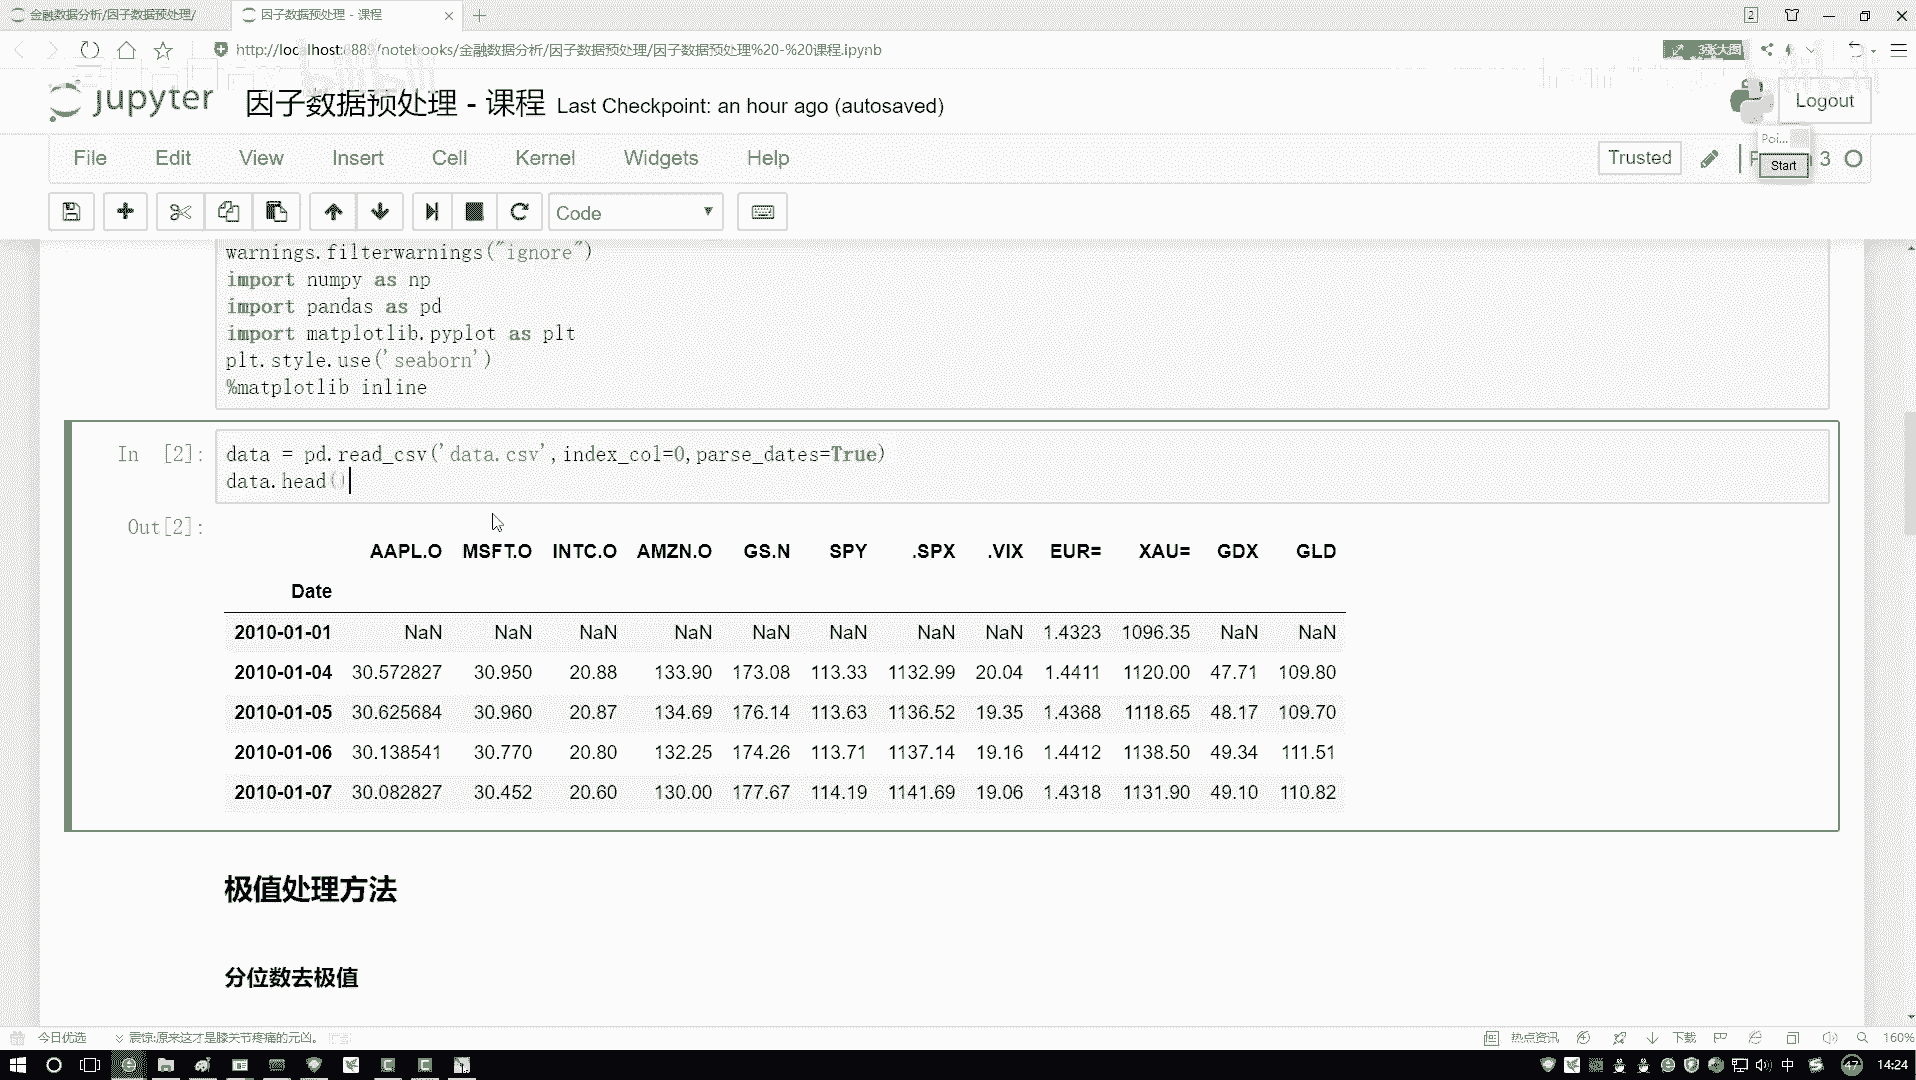 金融数据分析/因子数据预处理/
因子数据预处理 - 课程
2
http://localhost:8889/notebooks/金融数据分析/因子数据预处理/因子数据预处理%20-%20课程.ipynb
3张大图
jupyter
因子数据预处理 - 课程 Last Checkpoint: an hour ago (autosaved)
Logout
Poi...
File Edit View Insert Cell Kernel Widgets Help
Trusted
3
Start
Code
warnings.filterwarnings("ignore")
import numpy as np
import pandas as pd
import matplotlib.pyplot as plt
plt.style.use('seaborn')
%matplotlib inline
In [2]:
data = pd.read_csv('data.csv',index_col=0,parse_dates=True)
data.head()
Out[2]:
AAPL.O MSFT.O INTC.O AMZN.O GS.N SPY .SPX .VIX EUR= XAU= GDX GLD
Date
2010-01-01 NaN NaN NaN NaN NaN NaN NaN NaN 1.4323 1096.35 NaN NaN
2010-01-04 30.572827 30.950 20.88 133.90 173.08 113.33 1132.99 20.04 1.4411 1120.00 47.71 109.80
2010-01-05 30.625684 30.960 20.87 134.69 176.14 113.63 1136.52 19.35 1.4368 1118.65 48.17 109.70
2010-01-06 30.138541 30.770 20.80 132.25 174.26 113.71 1137.14 19.16 1.4412 1138.50 49.34 111.51
2010-01-07 30.082827 30.452 20.60 130.00 177.67 114.19 1141.69 19.06 1.4318 1131.90 49.10 110.82
极值处理方法
分位数去极值
今日优选
震惊:原来这才是膝关节疼痛的元凶。
热点资讯
下载
160%
中
47
14:24